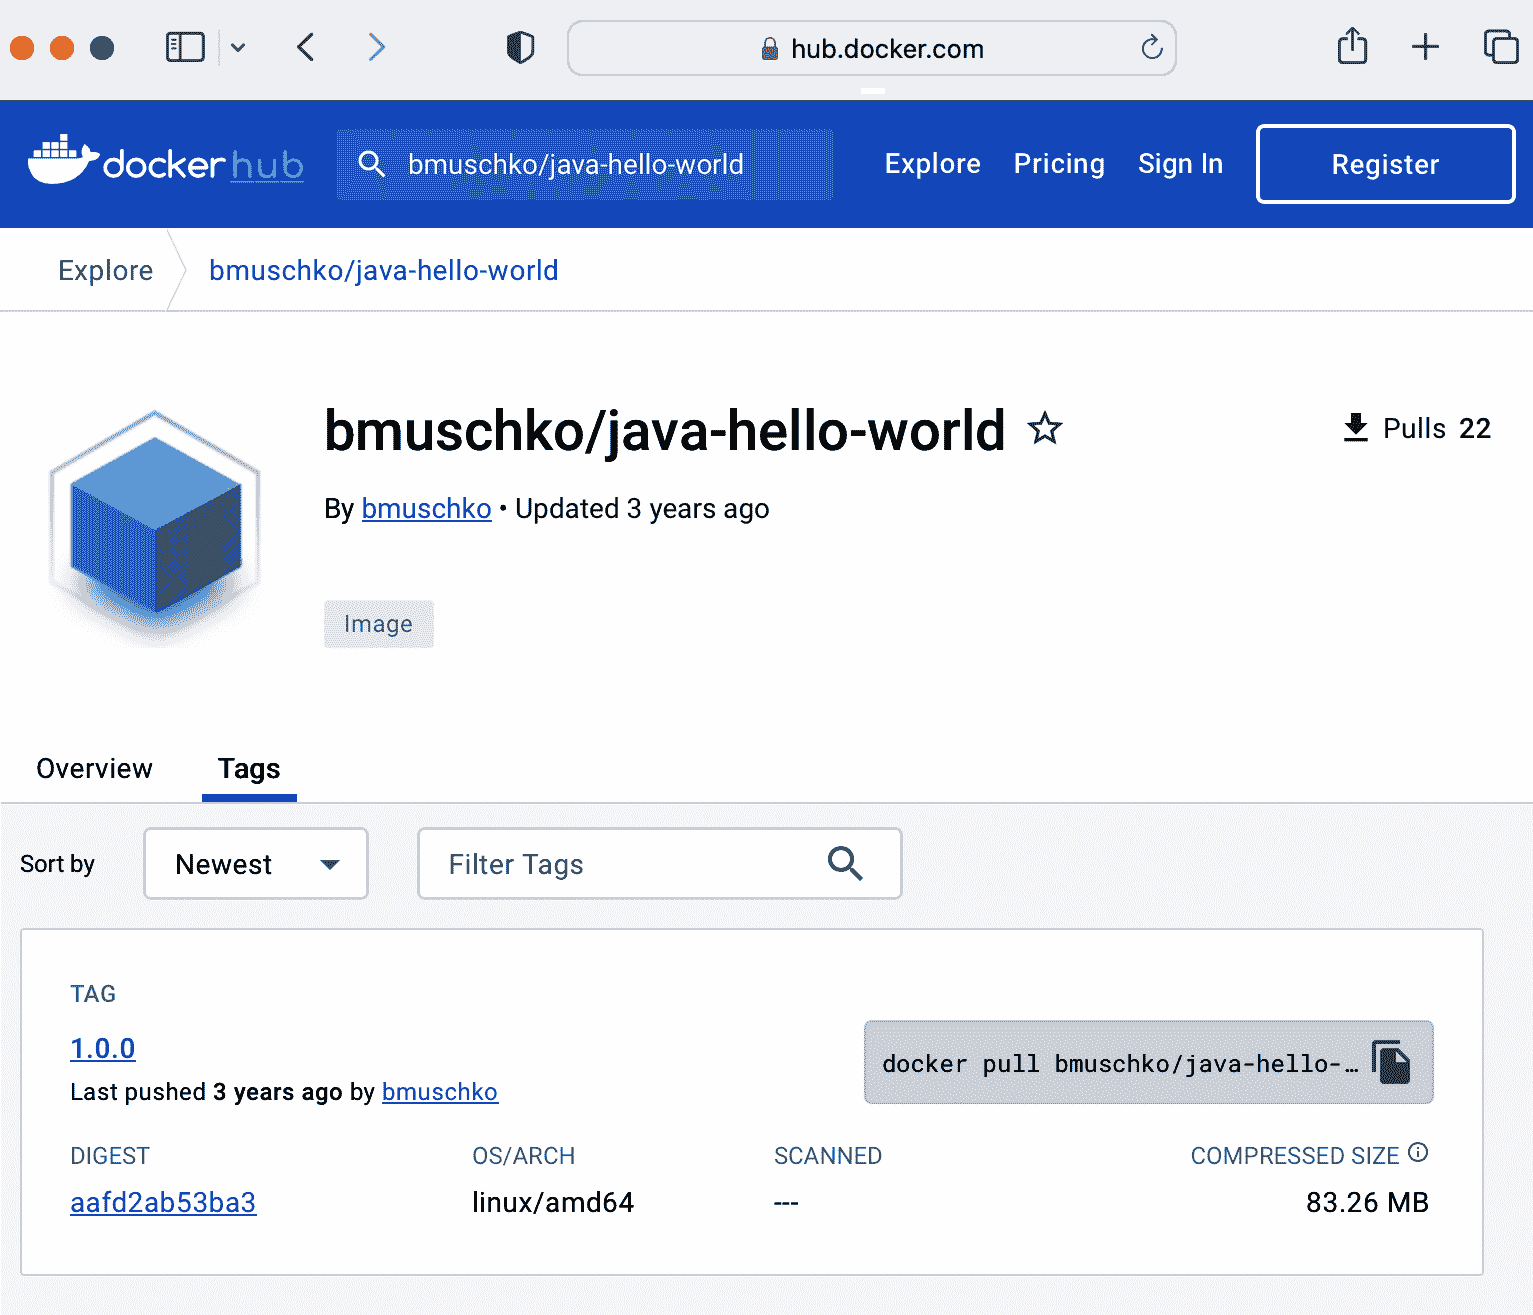 hub.docker.com
docker hub
bmuschko/java-hello-world
Explore
Pricing
Sign In
Register
Explore
bmuschko/java-hello-world
bmuschko/java-hello-world
Pulls 22
By bmuschko • Updated 3 years ago
Image
Overview
Tags
Sort by
Newest
Filter Tags
TAG
1.0.0
docker pull bmuschko/java-hello-…
Last pushed 3 years ago by bmuschko
DIGEST
OS/ARCH
SCANNED
COMPRESSED SIZE
aafd2ab53ba3
linux/amd64
---
83.26 MB